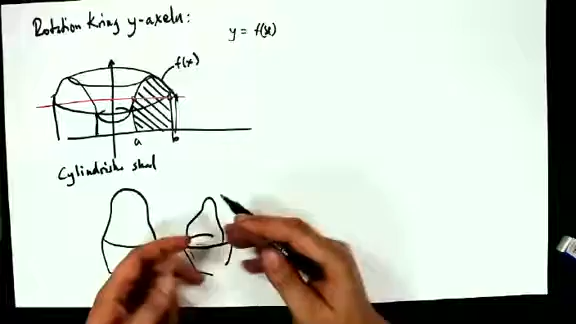 Rotation kring y-axeln:
y = f(x)
f(x)
a
b
Cylindriska skal